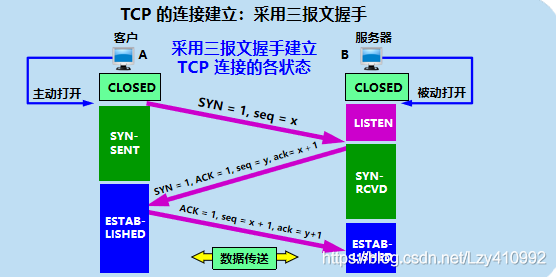 TCP 的连接建立：采用三报文握手
客户
服务器
A
采用三报文握手建立
B
TCP 连接的各状态
CLOSED
CLOSED
主动打开
被动打开
SYN = 1, seq = x
LISTEN
SYN-
SENT
SYN = 1, ACK = 1, seq = y, ack= x + 1
SYN-
RCVD
ACK = 1, seq = x + 1, ack = y+1
ESTAB-
LISHED
ESTAB-
LISHED
数据传送
https://blog.csdn.net/Lzy410992